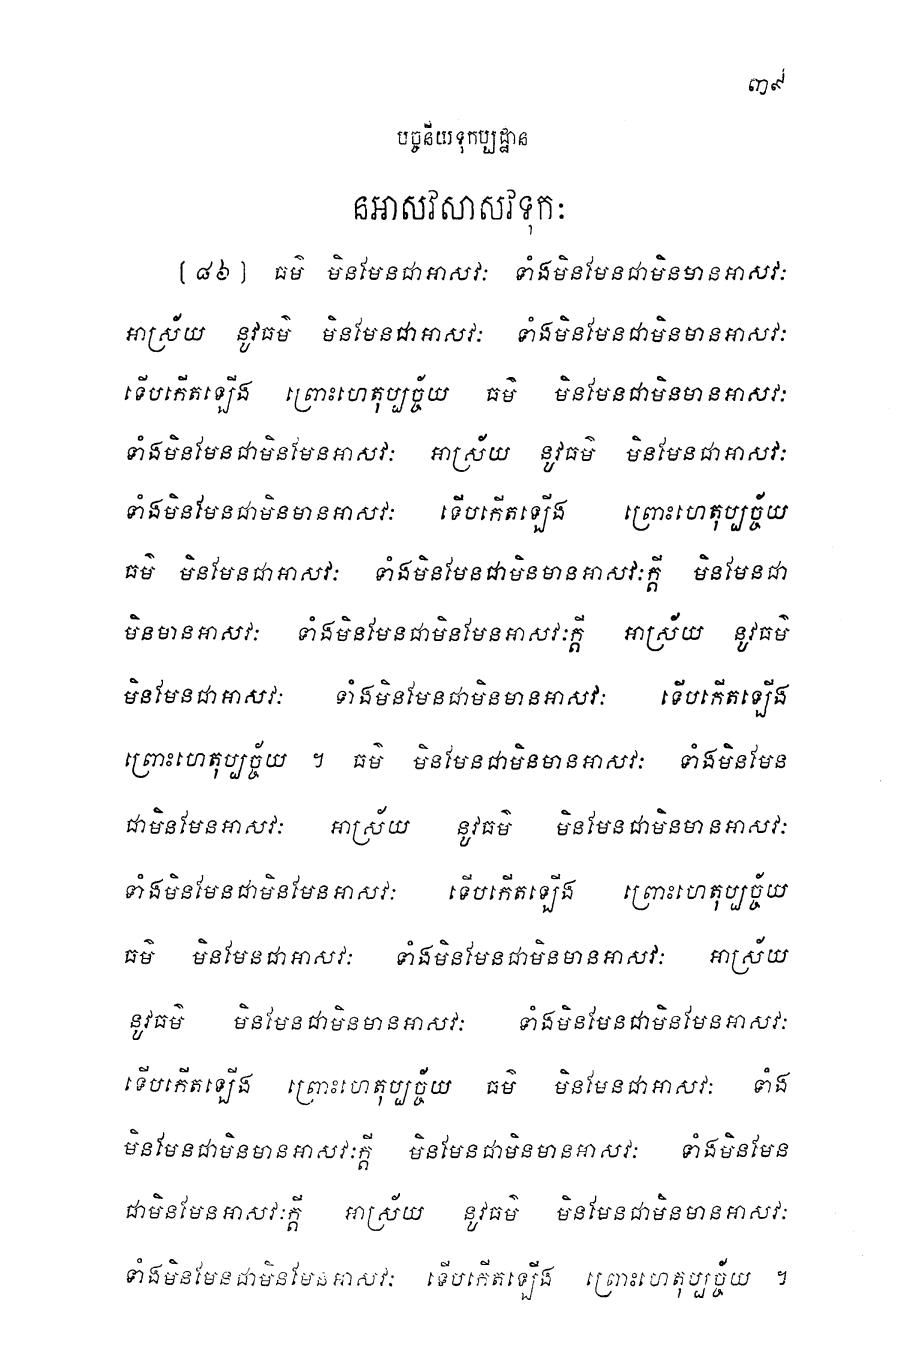 ៣៩
បច្ចនីយទុកប្បដ្ឋាន
នអាសវសាសវទុកៈ
[៨៦] ធម៌ មិនមែនជាអាសវៈ ទាំងមិនមែនជាមិនមានអាសវៈ
អាស្រ័យ នូវធម៌ មិនមែនជាអាសវៈ ទាំងមិនមែនជាមិនមានអាសវៈ
ទើបកើតឡើង ព្រោះហេតុប្បច្ច័យ ធម៌ មិនមែនជាមិនមានអាសវៈ
ទាំងមិនមែនជាមិនមែនអាសវៈ អាស្រ័យ នូវធម៌ មិនមែនជាអាសវៈ
ទាំងមិនមែនជាមិនមានអាសវៈ ទើបកើតឡើង ព្រោះហេតុប្បច្ច័យ
ធម៌ មិនមែនជាអាសវៈ ទាំងមិនមែនជាមិនមានអាសវៈក្តី មិនមែនជា
មិនមានអាសវៈ ទាំងមិនមែនជាមិនមែនអាសវៈក្តី អាស្រ័យ នូវធម៌
មិនមែនជាអាសវៈ ទាំងមិនមែនជាមិនមានអាសវៈ ទើបកើតឡើង
ព្រោះហេតុប្បច្ច័យ ។ ធម៌ មិនមែនជាមិនមានអាសវៈ ទាំងមិនមែន
ជាមិនមែនអាសវៈ អាស្រ័យ នូវធម៌ មិនមែនជាមិនមានអាសវៈ
ទាំងមិនមែនជាមិនមែនអាសវៈ ទើបកើតឡើង ព្រោះហេតុប្បច្ច័យ
ធម៌ មិនមែនជាអាសវៈ ទាំងមិនមែនជាមិនមានអាសវៈ អាស្រ័យ
នូវធម៌ មិនមែនជាមិនមានអាសវៈ ទាំងមិនមែនជាមិនមែនអាសវៈ
ទើបកើតឡើង ព្រោះហេតុប្បច្ច័យ ធម៌ មិនមែនជាអាសវៈ ទាំង
មិនមែនជាមិនមានអាសវៈក្តី មិនមែនជាមិនមានអាសវៈ ទាំងមិនមែន
ជាមិនមែនអាសវៈក្តី អាស្រ័យ នូវធម៌ មិនមែនជាមិនមានអាសវៈ
ទាំងមិនមែនជាមិនមែនអាសវៈ ទើបកើតឡើង ព្រោះហេតុប្បច្ច័យ ។